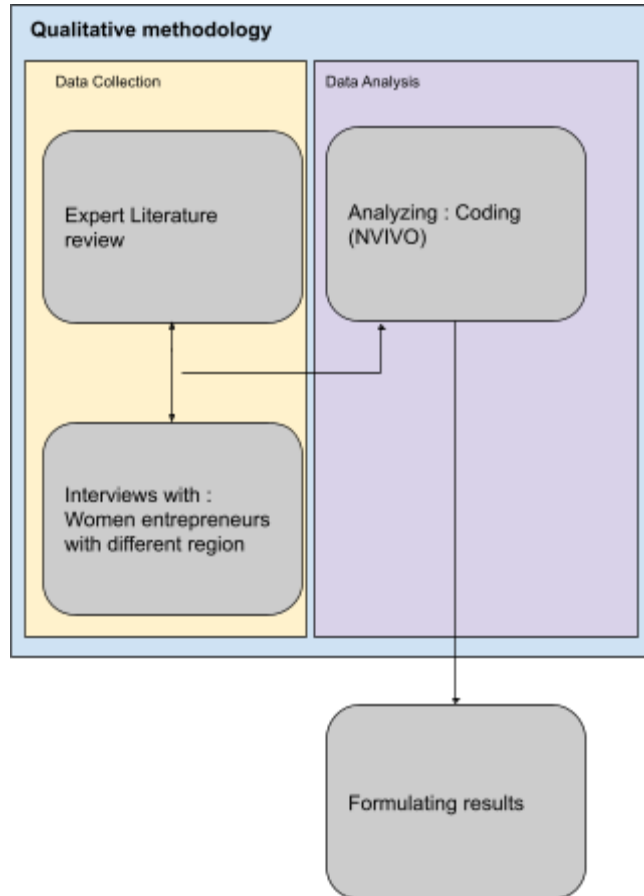 Qualitative methodology
Data Collection
Data Analysis
Expert Literature
review
Analyzing : Coding
(NVIVO)
Interviews with :
Women entrepreneurs
with different region
Formulating results